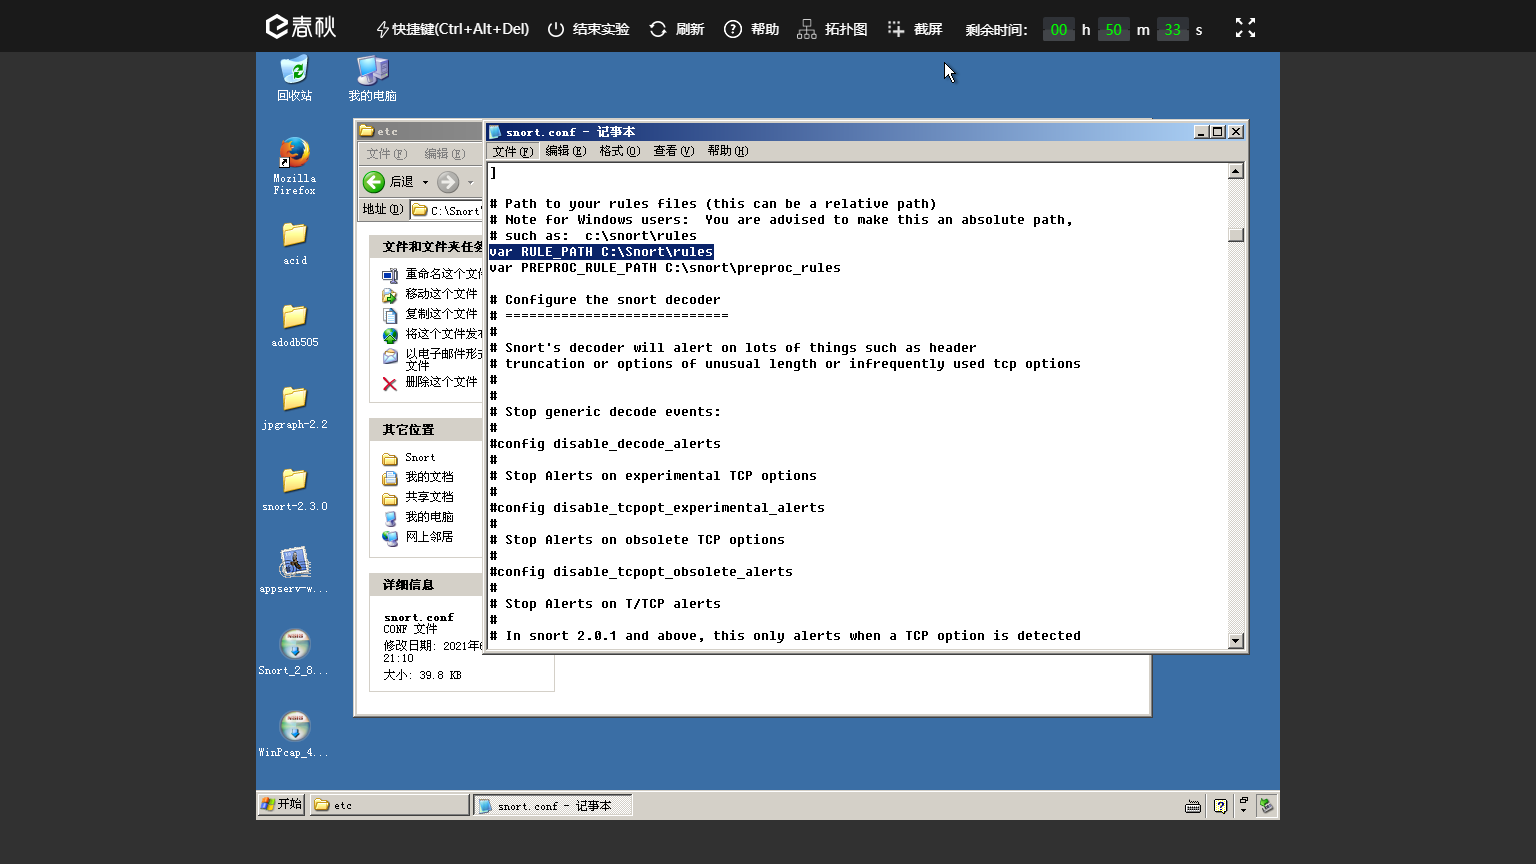 春秋
快捷键(Ctrl+Alt+Del)
结束实验
刷新
帮助
拓扑图
截屏
剩余时间:
00 h 50 m 33 s
回收站
我的电脑
Mozilla
Firefox
acid
adodb505
jpgraph-2.2
snort-2.3.0
appserv-w...
Snort_2_8...
WinPcap_4...
etc
文件(F) 编辑(E)
后退
地址(D) C:\Snort\
文件和文件夹任务
重命名这个文件
移动这个文件
复制这个文件
将这个文件发布
以电子邮件形式
文件
删除这个文件
其它位置
Snort
我的文档
共享文档
我的电脑
网上邻居
详细信息
snort.conf
CONF 文件
修改日期: 2021年6
21:10
大小: 39.8 KB
snort.conf - 记事本
文件(F) 编辑(E) 格式(O) 查看(V) 帮助(H)
]
# Path to your rules files (this can be a relative path)
# Note for Windows users:  You are advised to make this an absolute path,
# such as:  c:\snort\rules
var RULE_PATH C:\Snort\rules
var PREPROC_RULE_PATH C:\snort\preproc_rules
# Configure the snort decoder
# ============================
#
# Snort's decoder will alert on lots of things such as header
# truncation or options of unusual length or infrequently used tcp options
#
#
# Stop generic decode events:
#
#config disable_decode_alerts
#
# Stop Alerts on experimental TCP options
#
#config disable_tcpopt_experimental_alerts
#
# Stop Alerts on obsolete TCP options
#
#config disable_tcpopt_obsolete_alerts
#
# Stop Alerts on T/TCP alerts
#
# In snort 2.0.1 and above, this only alerts when a TCP option is detected
开始
etc
snort.conf - 记事本